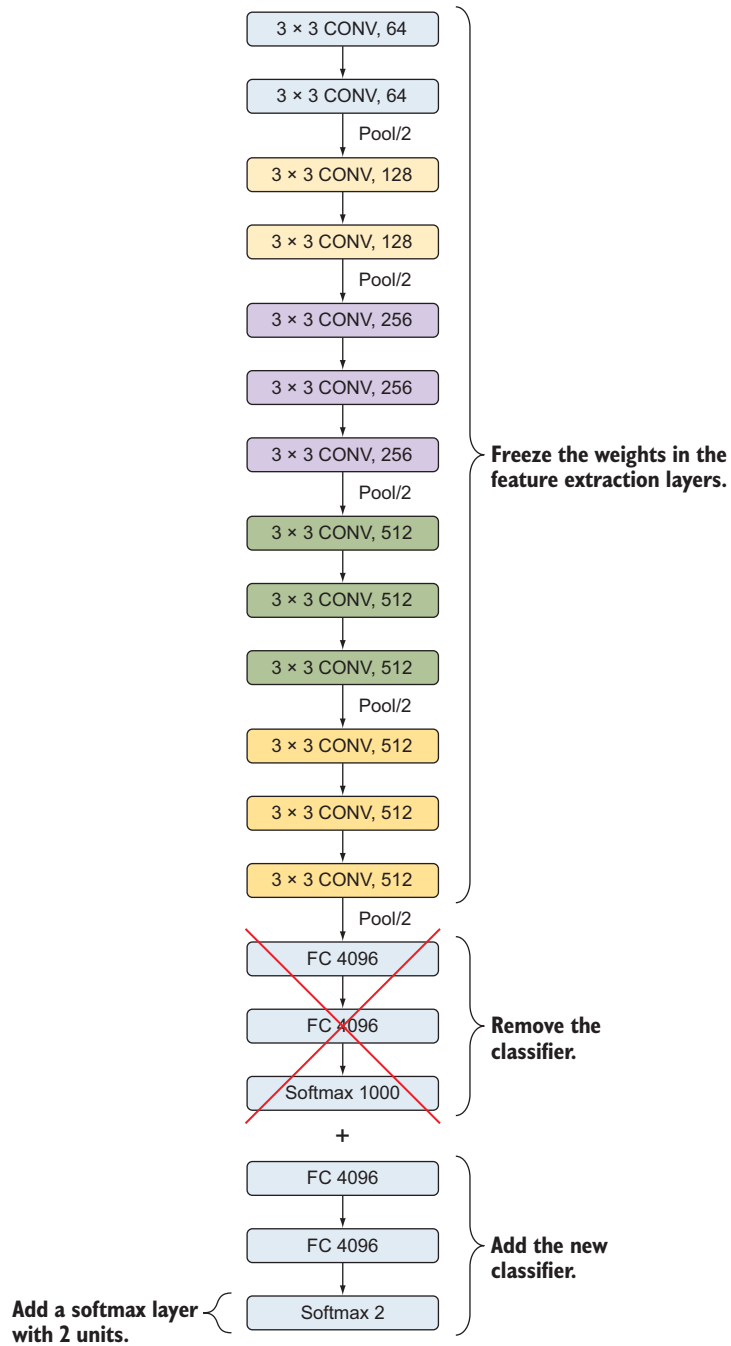 3 × 3 CONV, 64
3 × 3 CONV, 64
Pool/2
3 × 3 CONV, 128
3 × 3 CONV, 128
Pool/2
3 × 3 CONV, 256
3 × 3 CONV, 256
3 × 3 CONV, 256
Freeze the weights in the
feature extraction layers.
Pool/2
3 × 3 CONV, 512
3 × 3 CONV, 512
3 × 3 CONV, 512
Pool/2
3 × 3 CONV, 512
3 × 3 CONV, 512
3 × 3 CONV, 512
Pool/2
FC 4096
FC 4096
Remove the
classifier.
Softmax 1000
+
FC 4096
FC 4096
Add the new
classifier.
Add a softmax layer
with 2 units.
Softmax 2